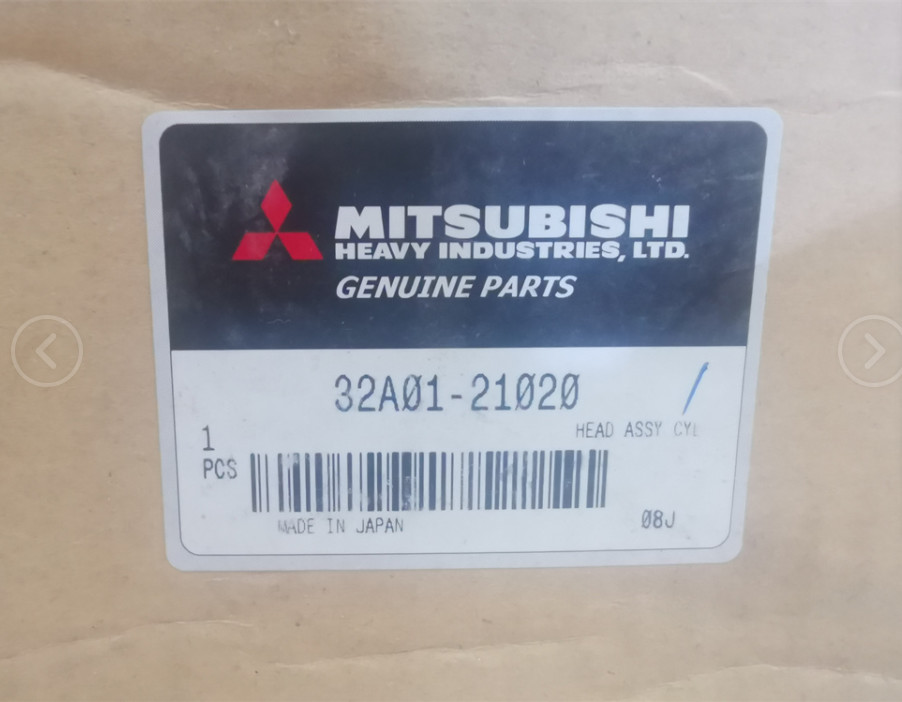 MITSUBISHI
HEAVY INDUSTRIES, LTD.
GENUINE PARTS
32A01-21020
HEAD ASSY CYL
1
PCS
MADE IN JAPAN
08J